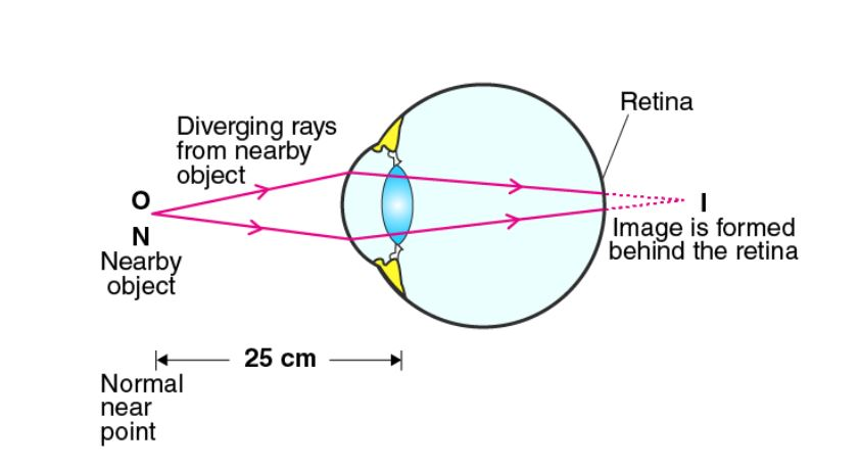 Retina
Diverging rays
from nearby
object
O
N
Nearby
object
I
Image is formed
behind the retina
25 cm
Normal
near
point